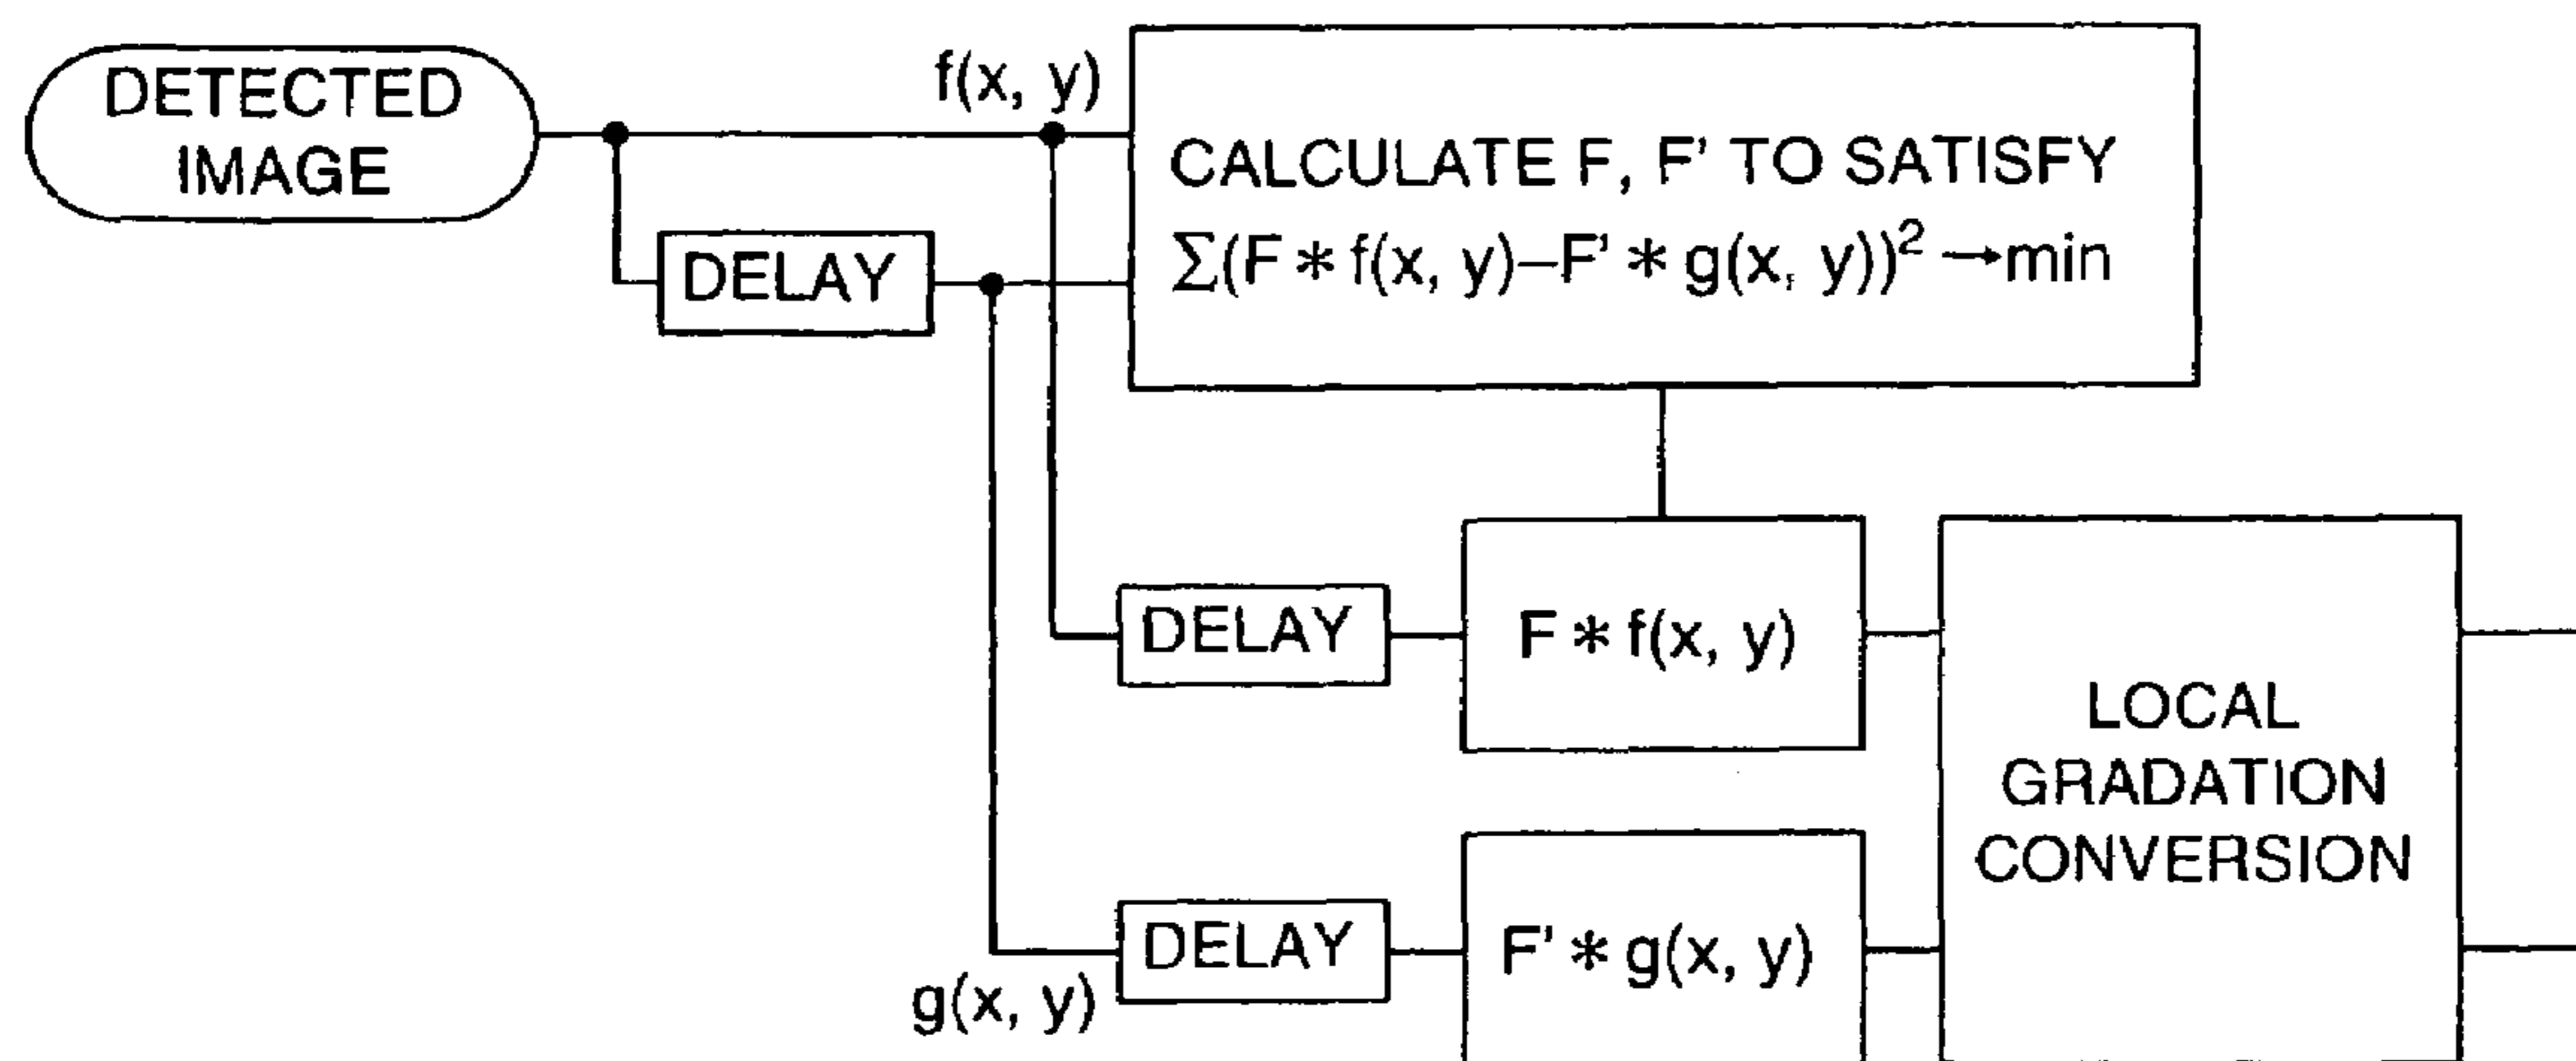 DETECTED
IMAGE
f(x, y)
CALCULATE F, F' TO SATISFY
Σ(F * f(x, y)–F' * g(x, y))² →min
DELAY
DELAY
F * f(x, y)
LOCAL
GRADATION
CONVERSION
DELAY
F' * g(x, y)
g(x, y)